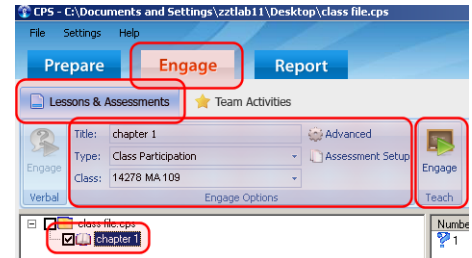 CPS - C:\Documents and Settings\zztlab11\Desktop\class file.cps
File Settings Help
Prepare Engage Report
Lessons & Assessments Team Activities
Title: chapter 1 Advanced
Type: Class Participation Assessment Setup
Class: 14278 MA 109
Engage Engage
Verbal Engage Options Teach
class file.cps Numbe
chapter 1 1